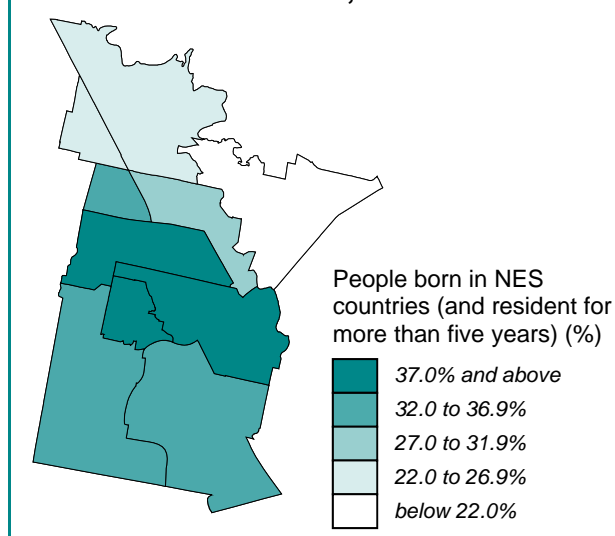 People born in NES
countries (and resident for
more than five years) (%)
37.0% and above
32.0 to 36.9%
27.0 to 31.9%
22.0 to 26.9%
below 22.0%